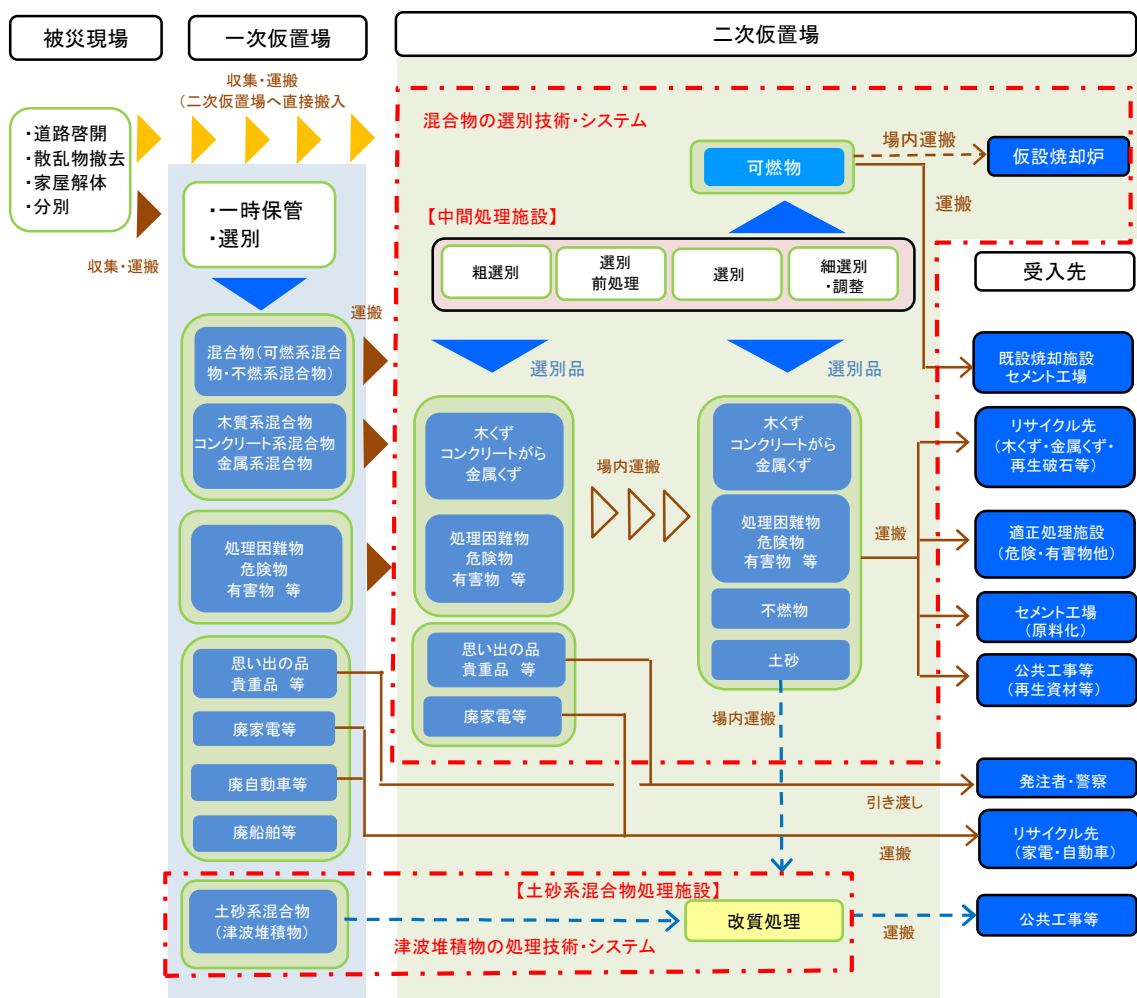 被災現場
一次仮置場
二次仮置場
収集・運搬
(二次仮置場へ直接搬入
・道路啓開
・散乱物撤去
・家屋解体
・分別
収集・運搬
・一時保管
・選別
運搬
混合物(可燃系混合
物・不燃系混合物)
木質系混合物
コンクリート系混合物
金属系混合物
処理困難物
危険物
有害物 等
思い出の品
貴重品 等
廃家電等
廃自動車等
廃船舶等
土砂系混合物
(津波堆積物)
混合物の選別技術・システム
可燃物
場内運搬
仮設焼却炉
運搬
【中間処理施設】
粗選別
選別
前処理
選別
細選別
・調整
選別品
選別品
木くず
コンクリートがら
金属くず
処理困難物
危険物
有害物 等
思い出の品
貴重品 等
廃家電等
場内運搬
木くず
コンクリートがら
金属くず
処理困難物
危険物
有害物 等
不燃物
土砂
運搬
場内運搬
受入先
既設焼却施設
セメント工場
リサイクル先
(木くず・金属くず・
再生破石等)
適正処理施設
(危険・有害物他)
セメント工場
(原料化)
公共工事等
(再生資材等)
引き渡し
発注者・警察
運搬
リサイクル先
(家電・自動車)
【土砂系混合物処理施設】
改質処理
津波堆積物の処理技術・システム
運搬
公共工事等